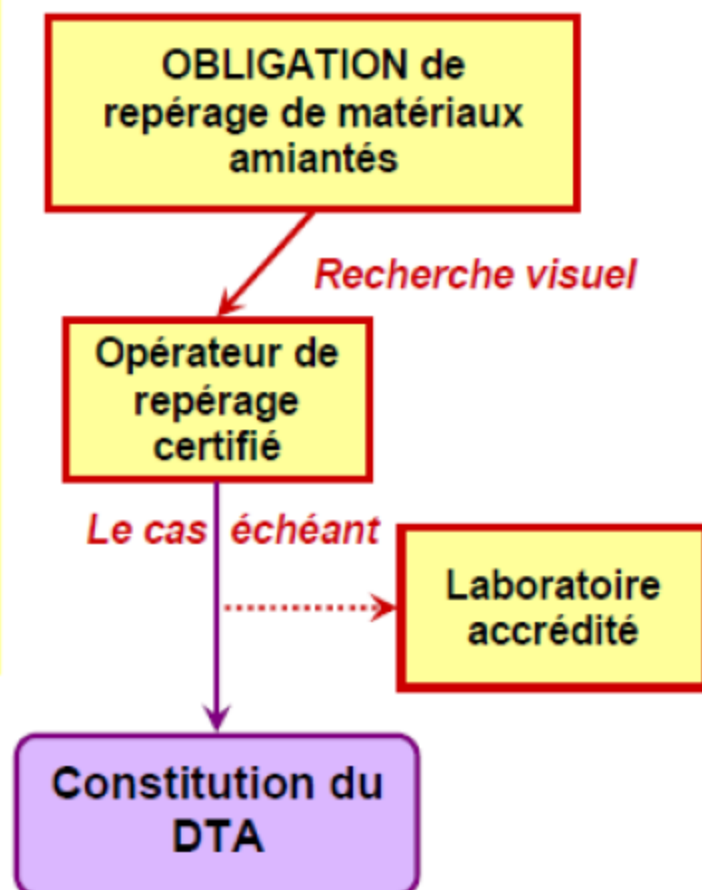 OBLIGATION de
repérage de matériaux
amiantés
Recherche visuel
Opérateur de
repérage
certifié
Le cas échéant
Laboratoire
accrédité
Constitution du
DTA